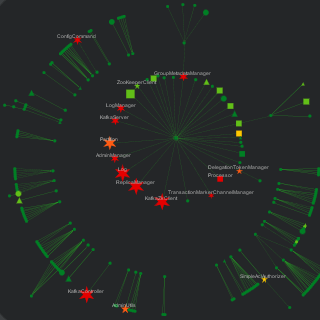 ConfigCommand
GroupMetadataManager
ZooKeeperClient
LogManager
KafkaServer
Partition
AdminManager
Log
ReplicaManager
DelegationTokenManager
Processor
TransactionMarkerChannelManager
KafkaZkClient
SimpleAclAuthorizer
KafkaController
AdminUtils